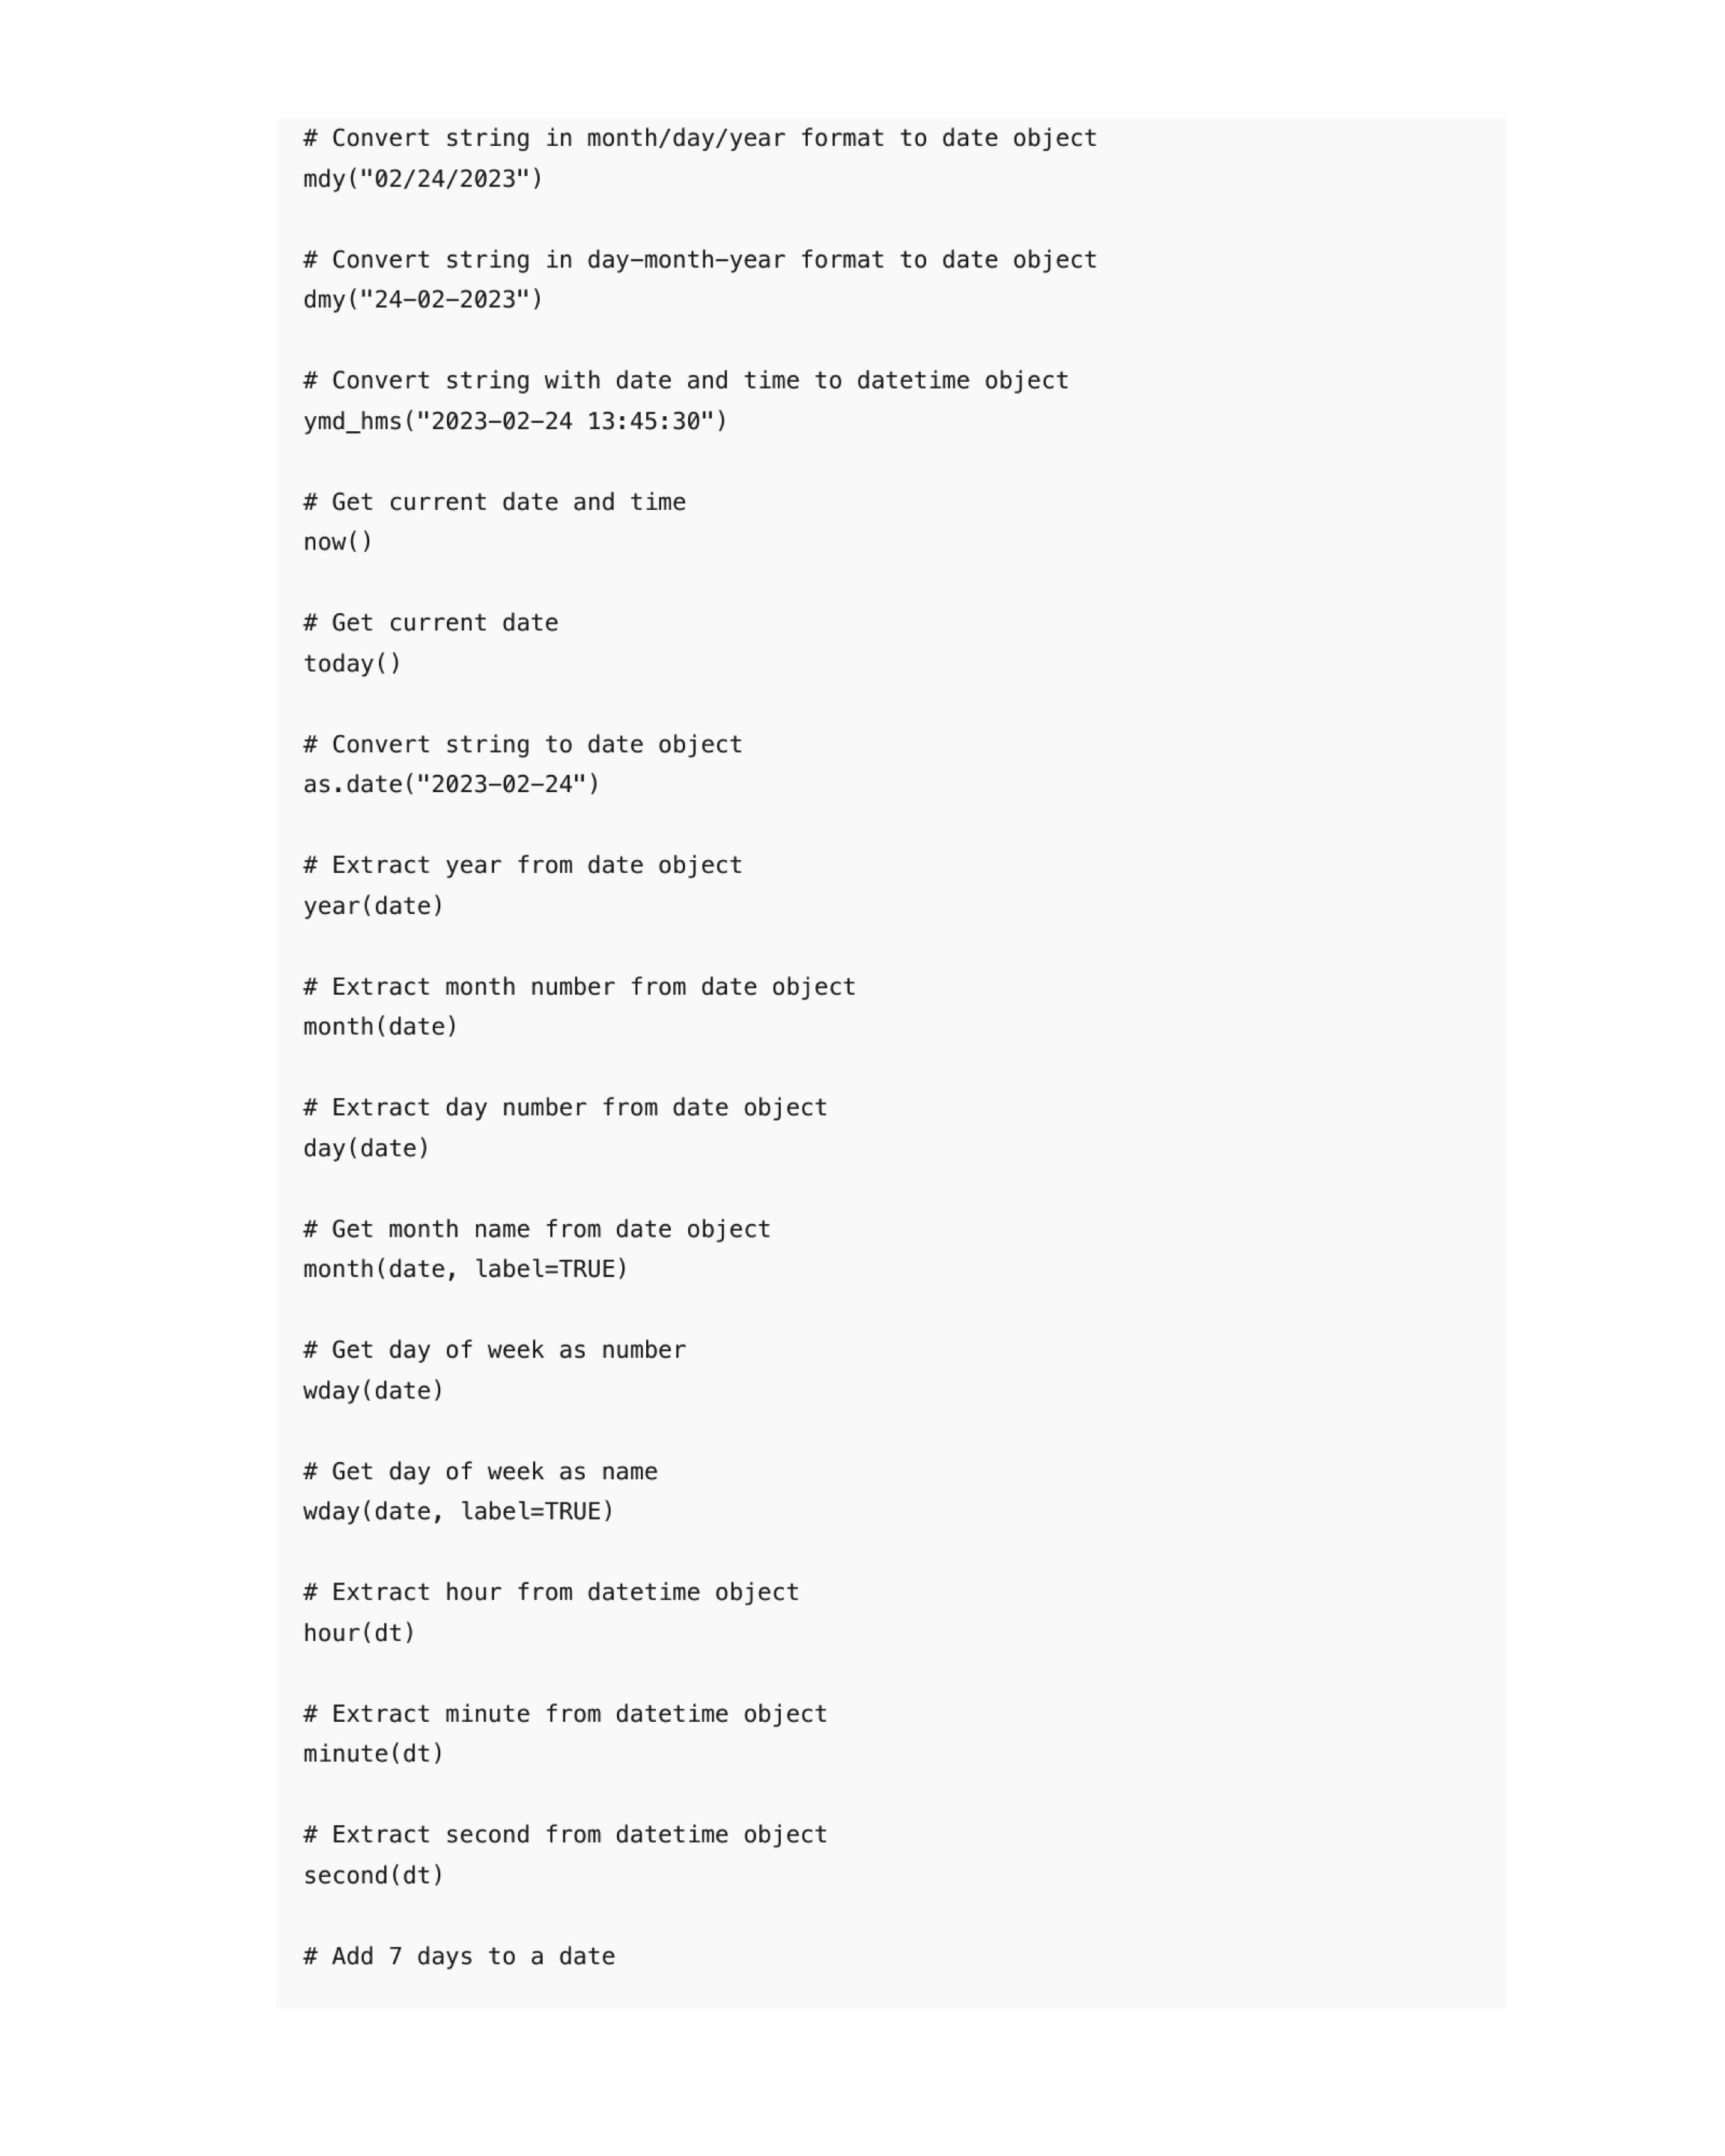 # Convert string in month/day/year format to date object
mdy("02/24/2023")
# Convert string in day-month-year format to date object
dmy("24-02-2023")
# Convert string with date and time to datetime object
ymd_hms("2023-02-24 13:45:30")
# Get current date and time
now()
# Get current date
today()
# Convert string to date object
as.date("2023-02-24")
# Extract year from date object
year(date)
# Extract month number from date object
month(date)
# Extract day number from date object
day(date)
# Get month name from date object
month(date, label=TRUE)
# Get day of week as number
wday(date)
# Get day of week as name
wday(date, label=TRUE)
# Extract hour from datetime object
hour(dt)
# Extract minute from datetime object
minute(dt)
# Extract second from datetime object
second(dt)
# Add 7 days to a date